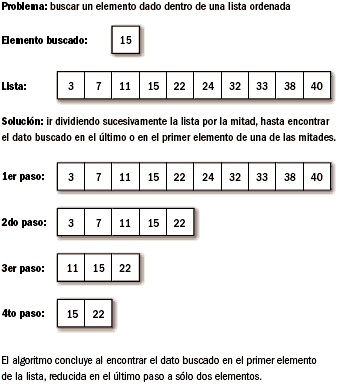 Problema: buscar un elemento dado dentro de una lista ordenada
Elemento buscado: 15
Lista: 3 7 11 15 22 24 32 33 38 40
Solución: ir dividiendo sucesivamente la lista por la mitad, hasta encontrar
el dato buscado en el último o en el primer elemento de una de las mitades.
1er paso: 3 7 11 15 22 24 32 33 38 40
2do paso: 3 7 11 15 22
3er paso: 11 15 22
4to paso: 15 22
El algoritmo concluye al encontrar el dato buscado en el primer elemento
de la lista, reducida en el último paso a sólo dos elementos.